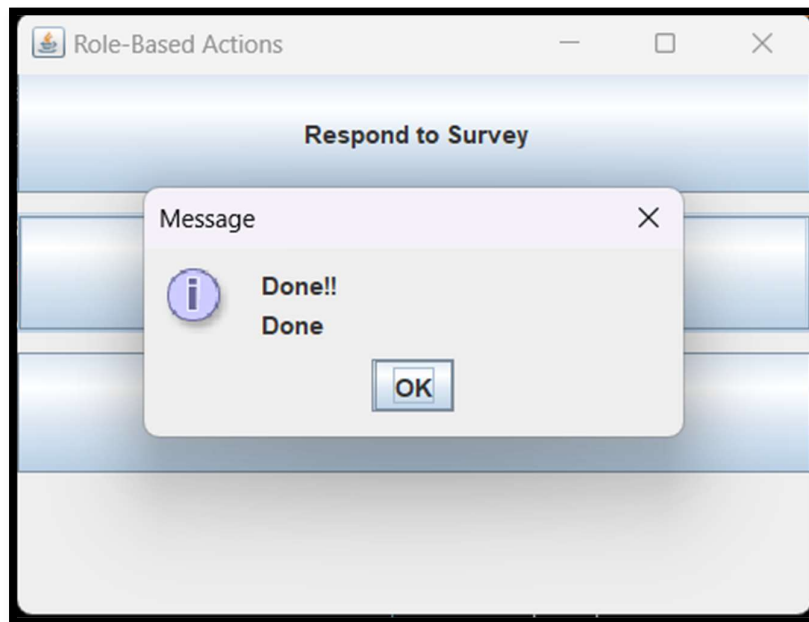 Role-Based Actions
Respond to Survey
Message
Done!!
Done
OK